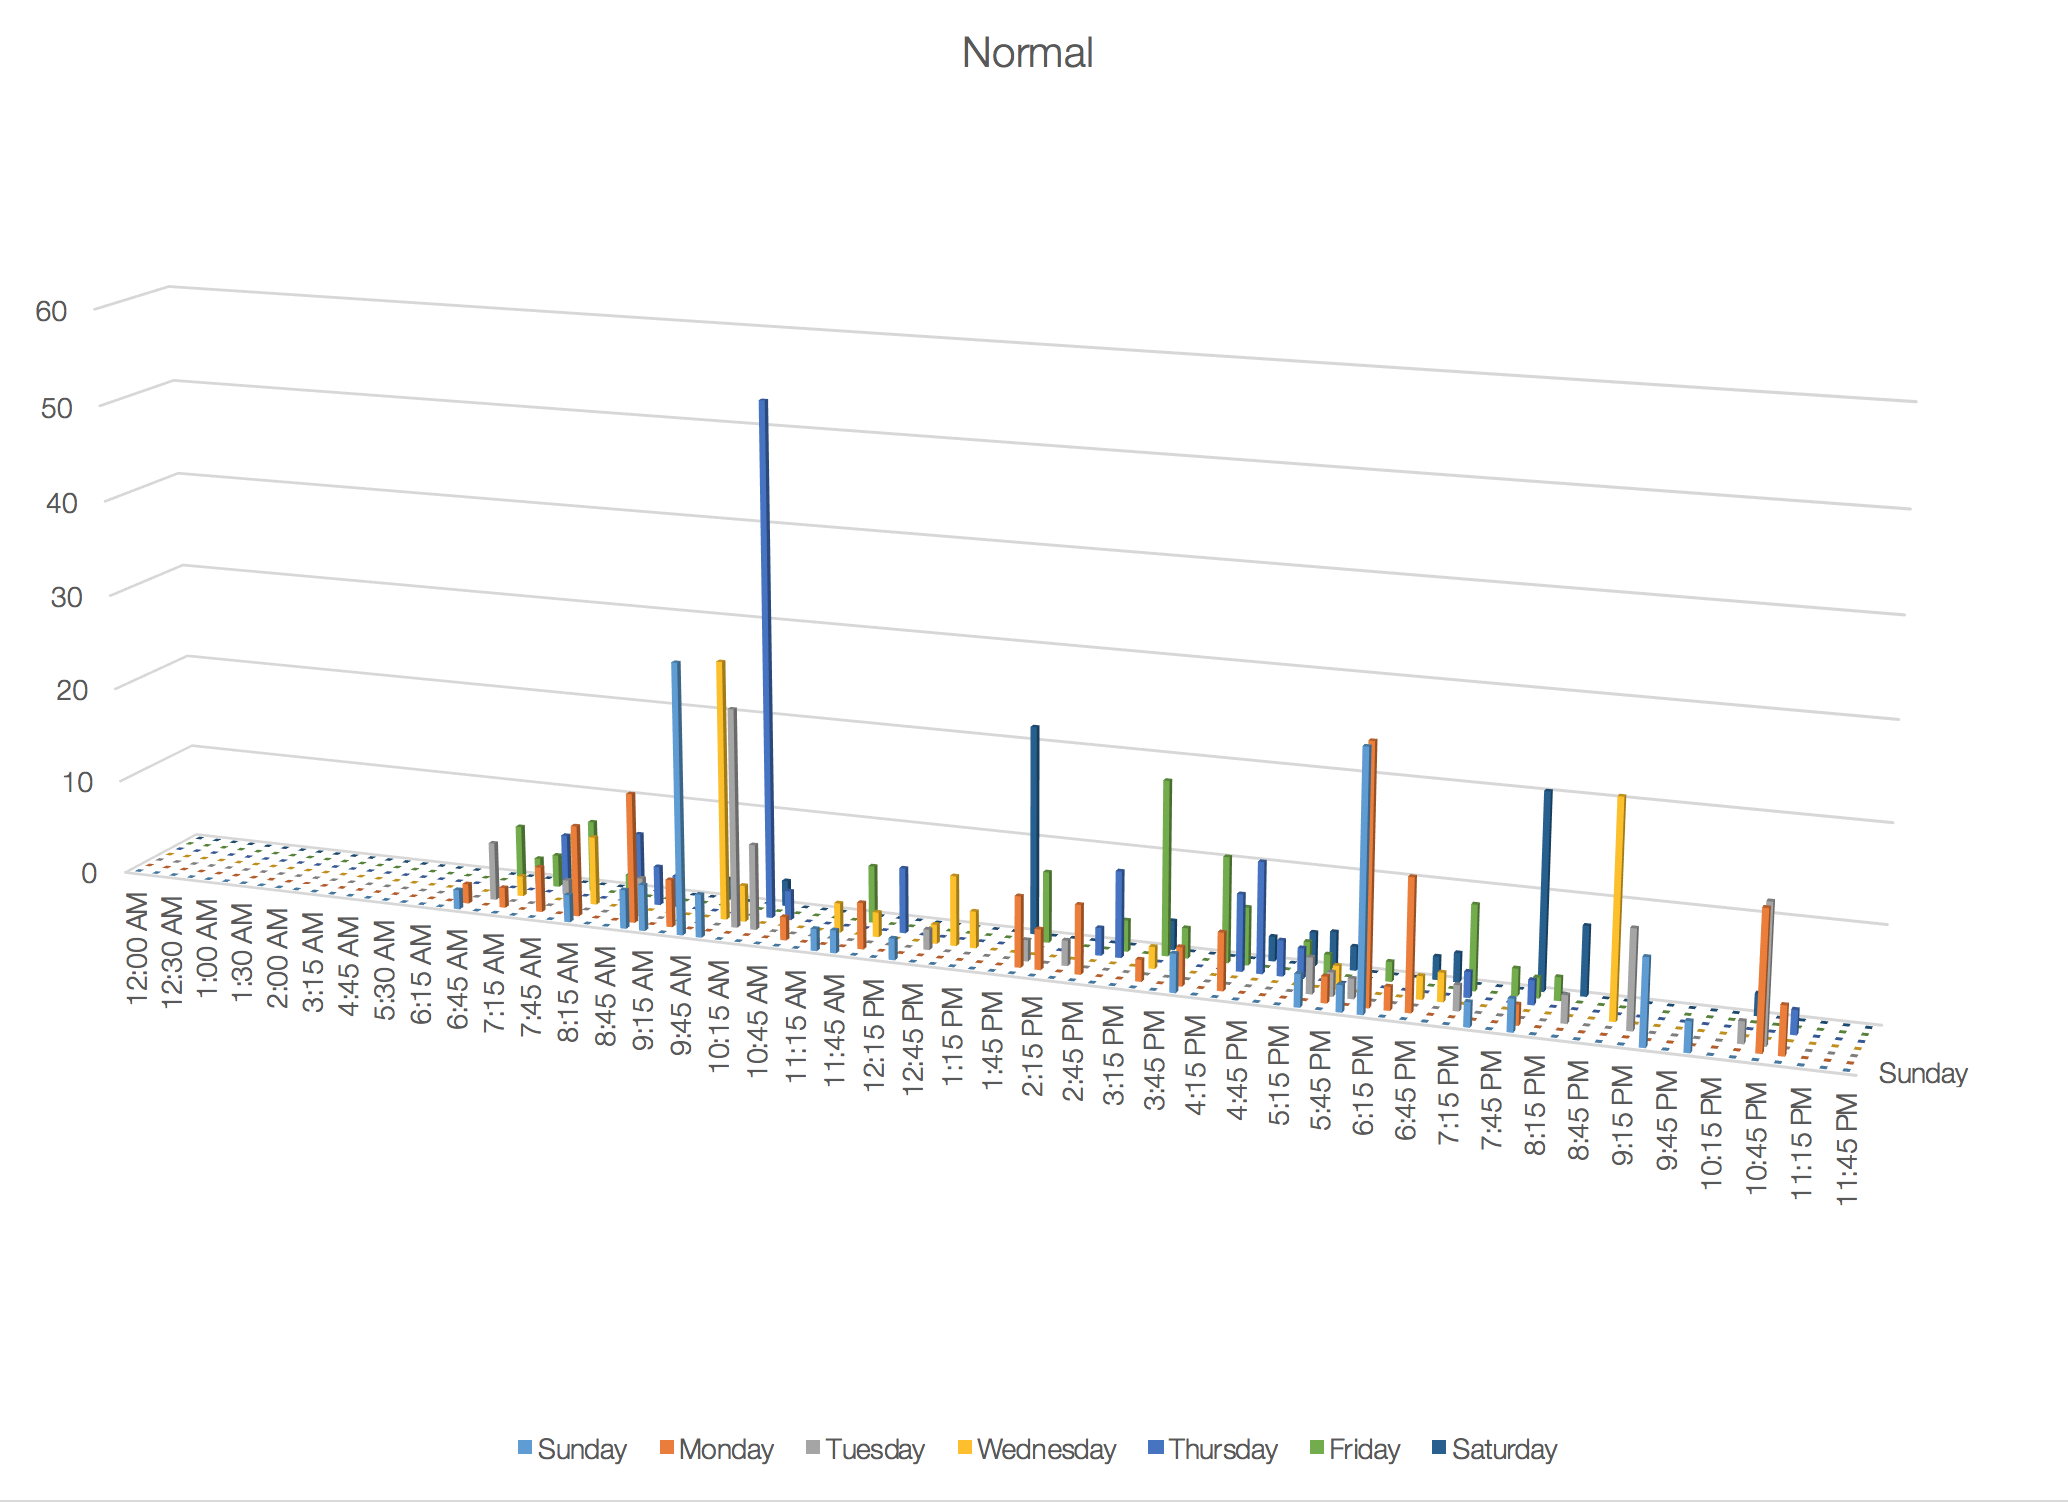 Normal
60
50
40
30
20
10
0
12:00 AM
12:30 AM
1:00 AM
1:30 AM
2:00 AM
3:15 AM
4:45 AM
5:30 AM
6:15 AM
6:45 AM
7:15 AM
7:45 AM
8:15 AM
8:45 AM
9:15 AM
9:45 AM
10:15 AM
10:45 AM
11:15 AM
11:45 AM
12:15 PM
12:45 PM
1:15 PM
1:45 PM
2:15 PM
2:45 PM
3:15 PM
3:45 PM
4:15 PM
4:45 PM
5:15 PM
5:45 PM
6:15 PM
6:45 PM
7:15 PM
7:45 PM
8:15 PM
8:45 PM
9:15 PM
9:45 PM
10:15 PM
10:45 PM
11:15 PM
11:45 PM
Sunday
Sunday Monday Tuesday Wednesday Thursday Friday Saturday